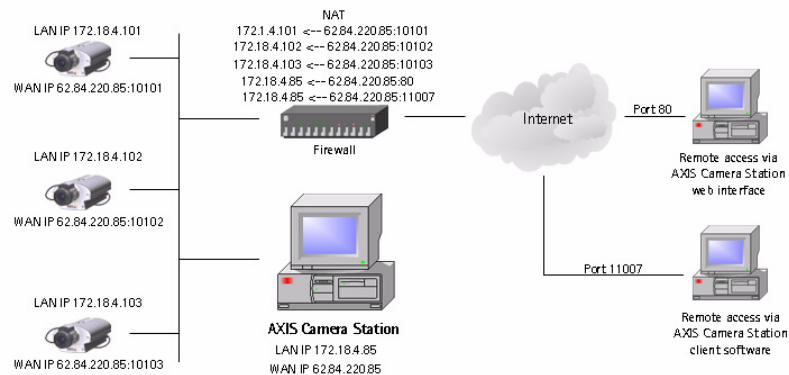 NAT
172.1.4.101 <-- 62.84.220.85:10101
172.18.4.102 <-- 62.84.220.85:10102
172.18.4.103 <-- 62.84.220.85:10103
172.18.4.85 <-- 62.84.220.85:80
172.18.4.85 <-- 62.84.220.85:11007
Firewall
LAN IP 172.18.4.101
WAN IP 62.84.220.85:10101
LAN IP 172.18.4.102
WAN IP 62.84.220.85:10102
LAN IP 172.18.4.103
WAN IP 62.84.220.85:10103
AXIS Camera Station
LAN IP 172.18.4.85
WAN IP 62.84.220.85
Internet
Port 80
Remote access via
AXIS Camera Station
web interface
Port 11007
Remote access via
AXIS Camera Station
client software